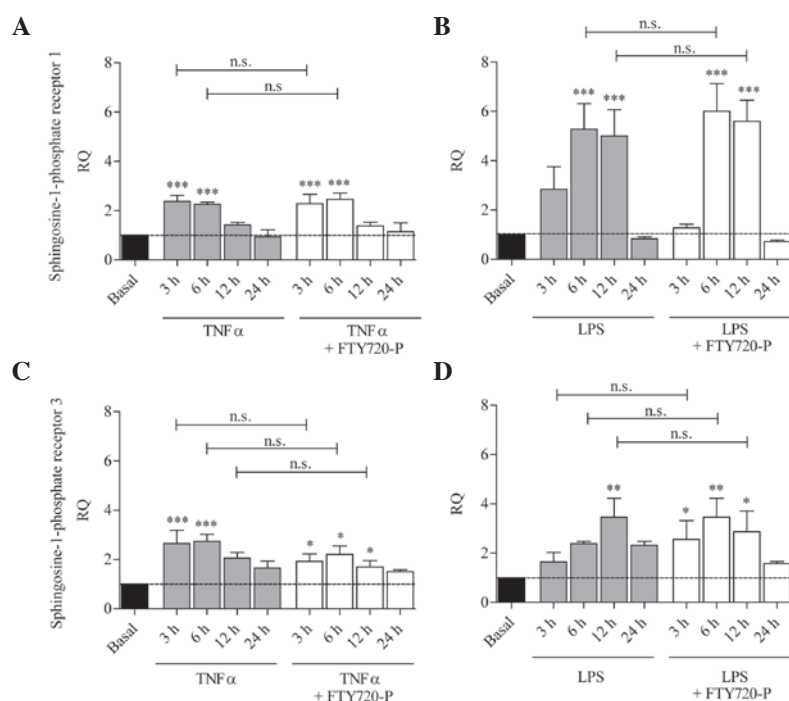 A
Sphingosine-1-phosphate receptor 1
RQ
8
6
4
2
0
n.s.
n.s
***
***
***
***
Basal
3 h
6 h
12 h
24 h
3 h
6 h
12 h
24 h
TNFα
TNFα
+ FTY720-P
B
RQ
8
6
4
2
0
n.s.
n.s.
***
***
***
***
Basal
3 h
6 h
12 h
24 h
3 h
6 h
12 h
24 h
LPS
LPS
+ FTY720-P
C
Sphingosine-1-phosphate receptor 3
RQ
8
6
4
2
0
n.s.
n.s.
n.s.
***
***
*
*
*
Basal
3 h
6 h
12 h
24 h
3 h
6 h
12 h
24 h
TNFα
TNFα
+ FTY720-P
D
RQ
8
6
4
2
0
n.s.
n.s.
n.s.
**
*
**
*
Basal
3 h
6 h
12 h
24 h
3 h
6 h
12 h
24 h
LPS
LPS
+ FTY720-P